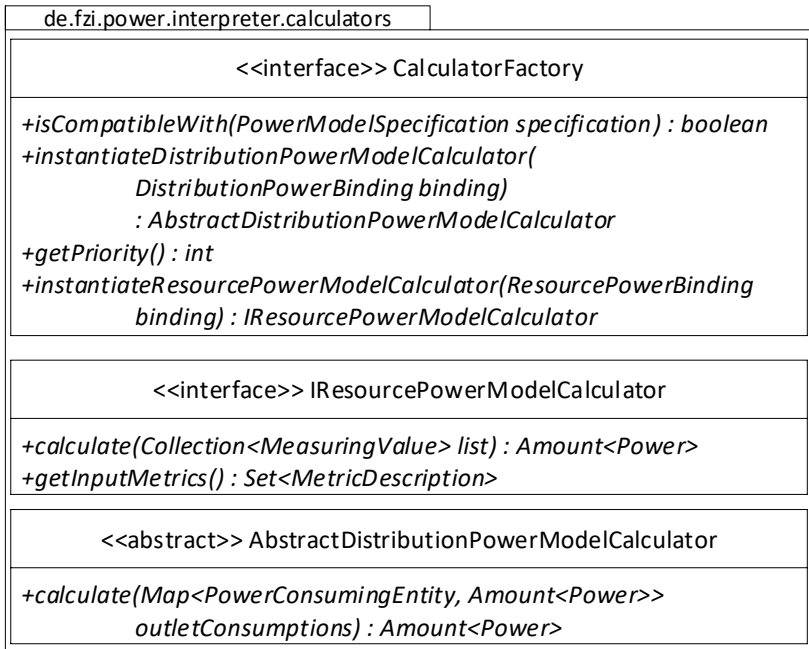 de.fzi.power.interpreter.calculators
<<interface>> CalculatorFactory
+isCompatibleWith(PowerModelSpecification specification) : boolean
+instantiateDistributionPowerModelCalculator(
DistributionPowerBinding binding)
: AbstractDistributionPowerModelCalculator
+getPriority() : int
+instantiateResourcePowerModelCalculator(ResourcePowerBinding
binding) : IResourcePowerModelCalculator
<<interface>> IResourcePowerModelCalculator
+calculate(Collection<MeasuringValue> list) : Amount<Power>
+getInputMetrics() : Set<MetricDescription>
<<abstract>> AbstractDistributionPowerModelCalculator
+calculate(Map<PowerConsumingEntity, Amount<Power>>
outletConsumptions) : Amount<Power>